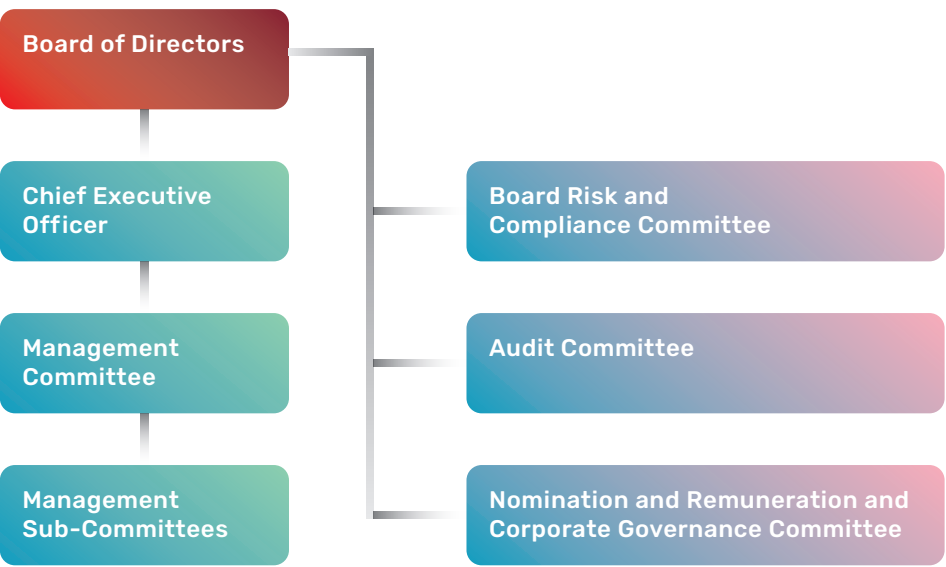 Board of Directors
Chief Executive
Officer
Board Risk and
Compliance Committee
Management
Committee
Audit Committee
Management
Sub-Committees
Nomination and Remuneration and
Corporate Governance Committee